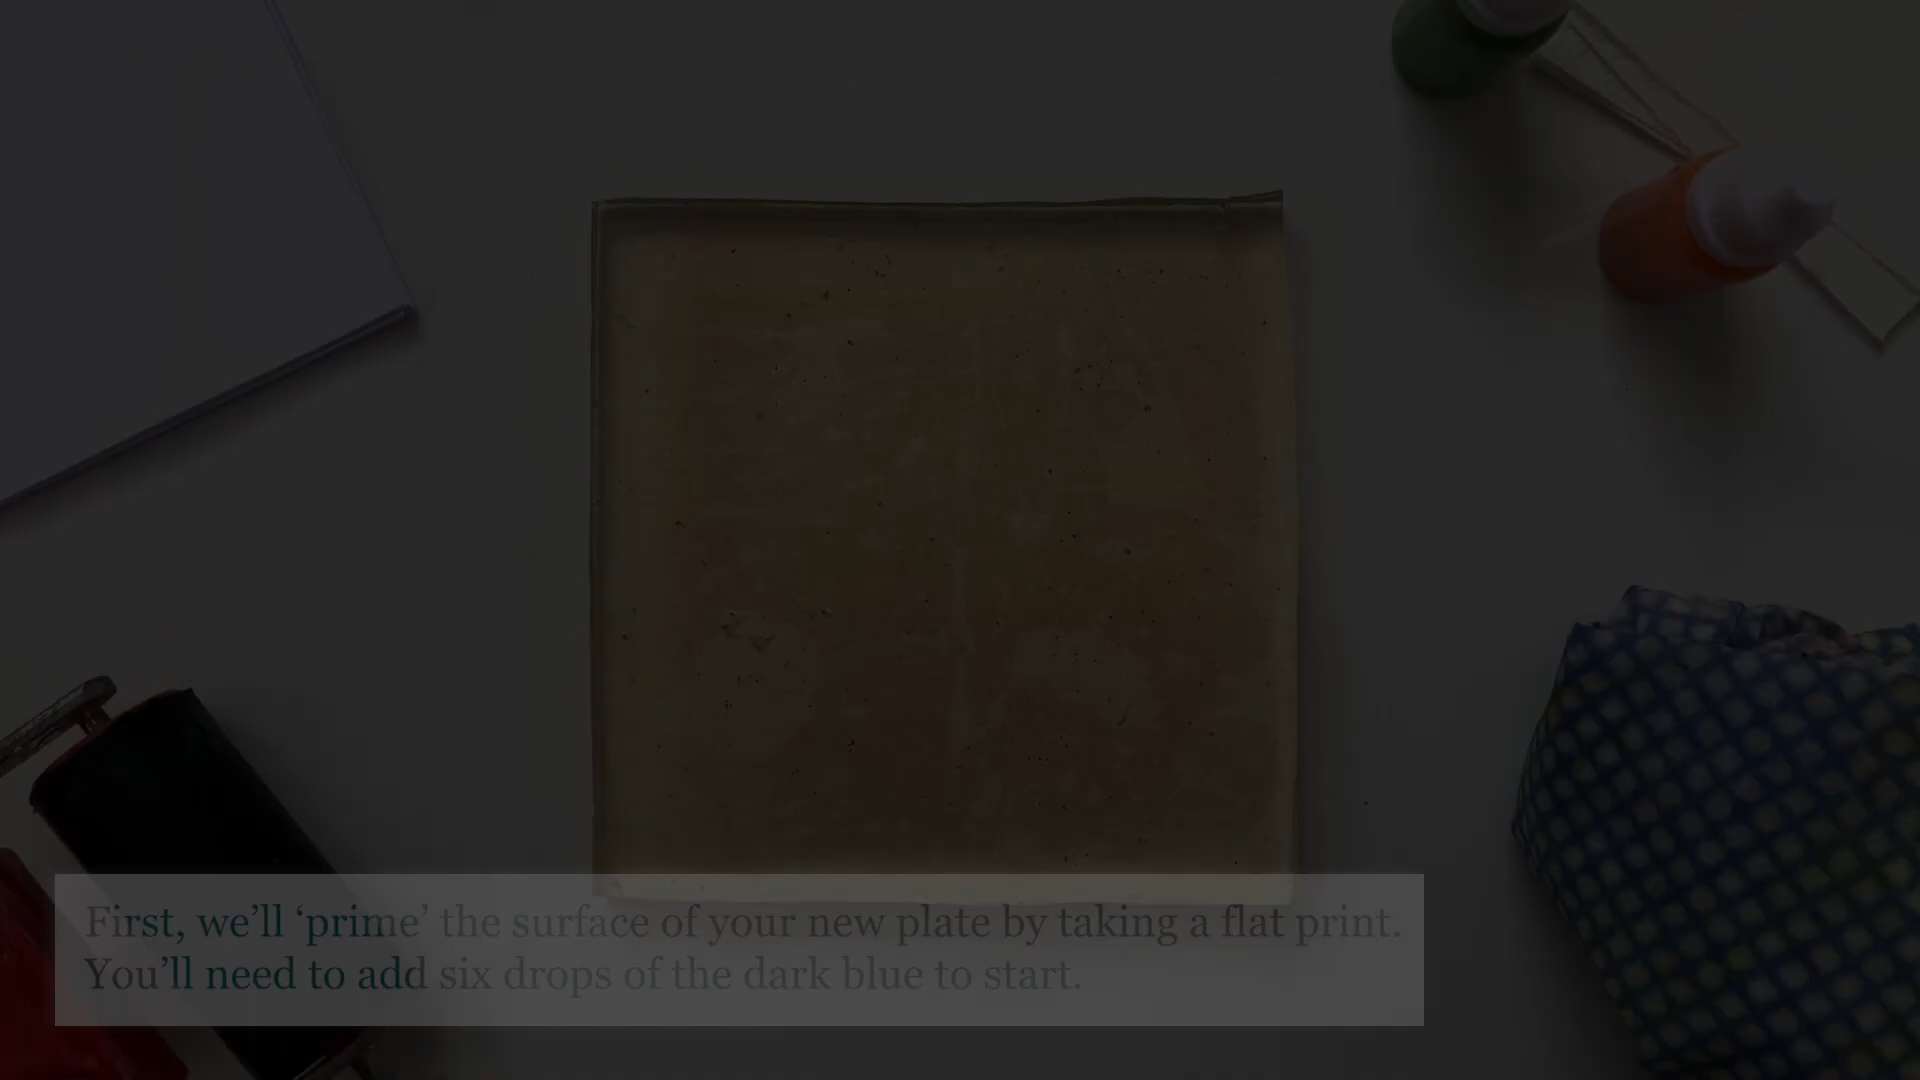 First, we’ll ‘prime’ the surface of your new plate by taking a flat print.
You’ll need to add six drops of the dark blue to start.